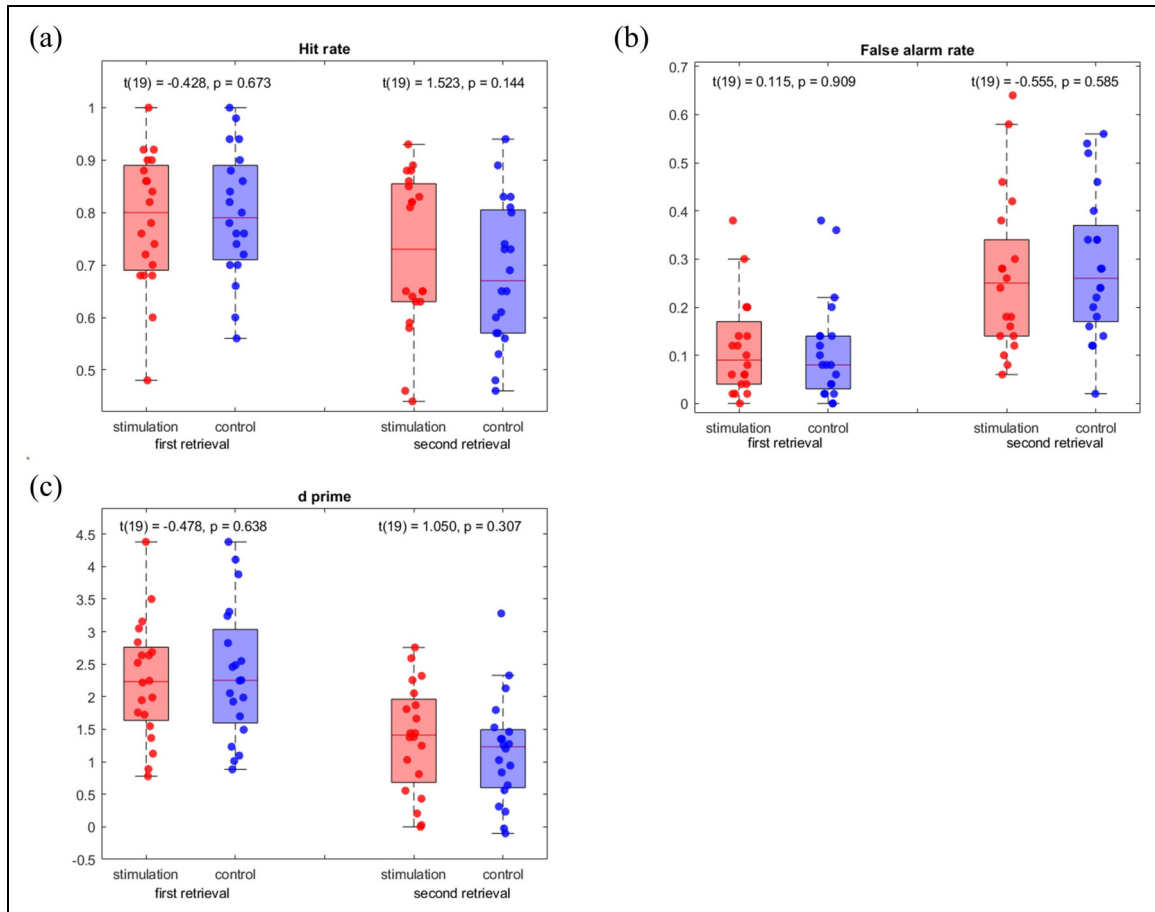 (a)
Hit rate
t(19) = -0.428, p = 0.673
t(19) = 1.523, p = 0.144
1
0.9
0.8
0.7
0.6
0.5
stimulation control stimulation control
first retrieval second retrieval
(b)
False alarm rate
t(19) = 0.115, p = 0.909
t(19) = -0.555, p = 0.585
0.7
0.6
0.5
0.4
0.3
0.2
0.1
0
stimulation control stimulation control
first retrieval second retrieval
(c)
d prime
t(19) = -0.478, p = 0.638
t(19) = 1.050, p = 0.307
4.5
4
3.5
3
2.5
2
1.5
1
0.5
0
-0.5
stimulation control stimulation control
first retrieval second retrieval